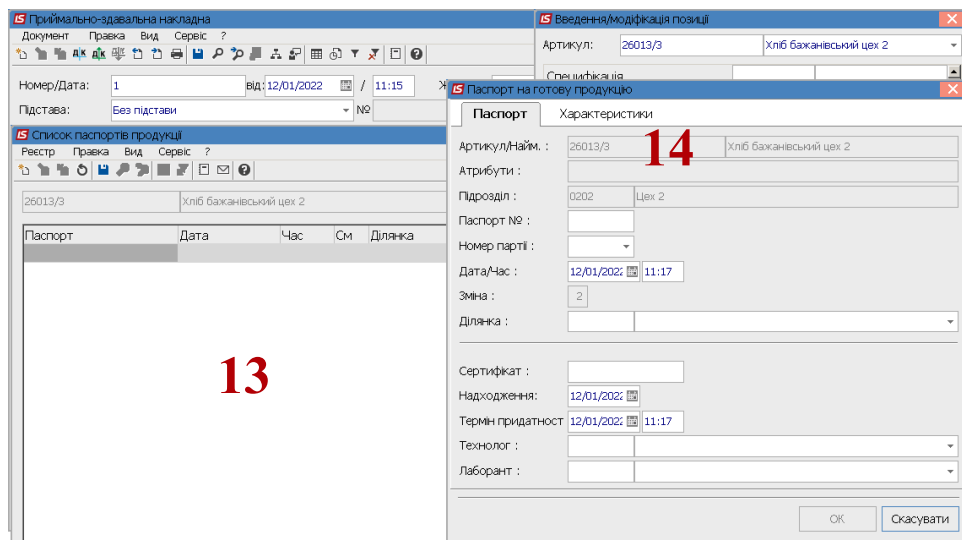 Приймально-здавальна накладна
Документ Правка Вид Сервіс ?
Номер/Дата: 1 від: 12/01/2022 / 11:15 Ж
Підстава: Без підстави №
Список паспортів продукції
Реєстр Правка Вид Сервіс ?
26013/3 Хліб бажанівський цех 2
Паспорт Дата Час См Ділянка
13
Введення/модіфікація позиції
Артикул: 26013/3 Хліб бажанівський цех 2
Специфікація
Паспорт на готову продукцію
Паспорт Характеристики
14
Артикул/Найм. : 26013/3 Хліб бажанівський цех 2
Атрибути :
Підрозділ : 0202 Цех 2
Паспорт № :
Номер партії :
Дата/Час : 12/01/2022 11:17
Зміна : 2
Ділянка :
Сертифікат :
Надходження: 12/01/2022
Термін придатност 12/01/2022 11:17
Технолог :
Лаборант :
ОК Скасувати